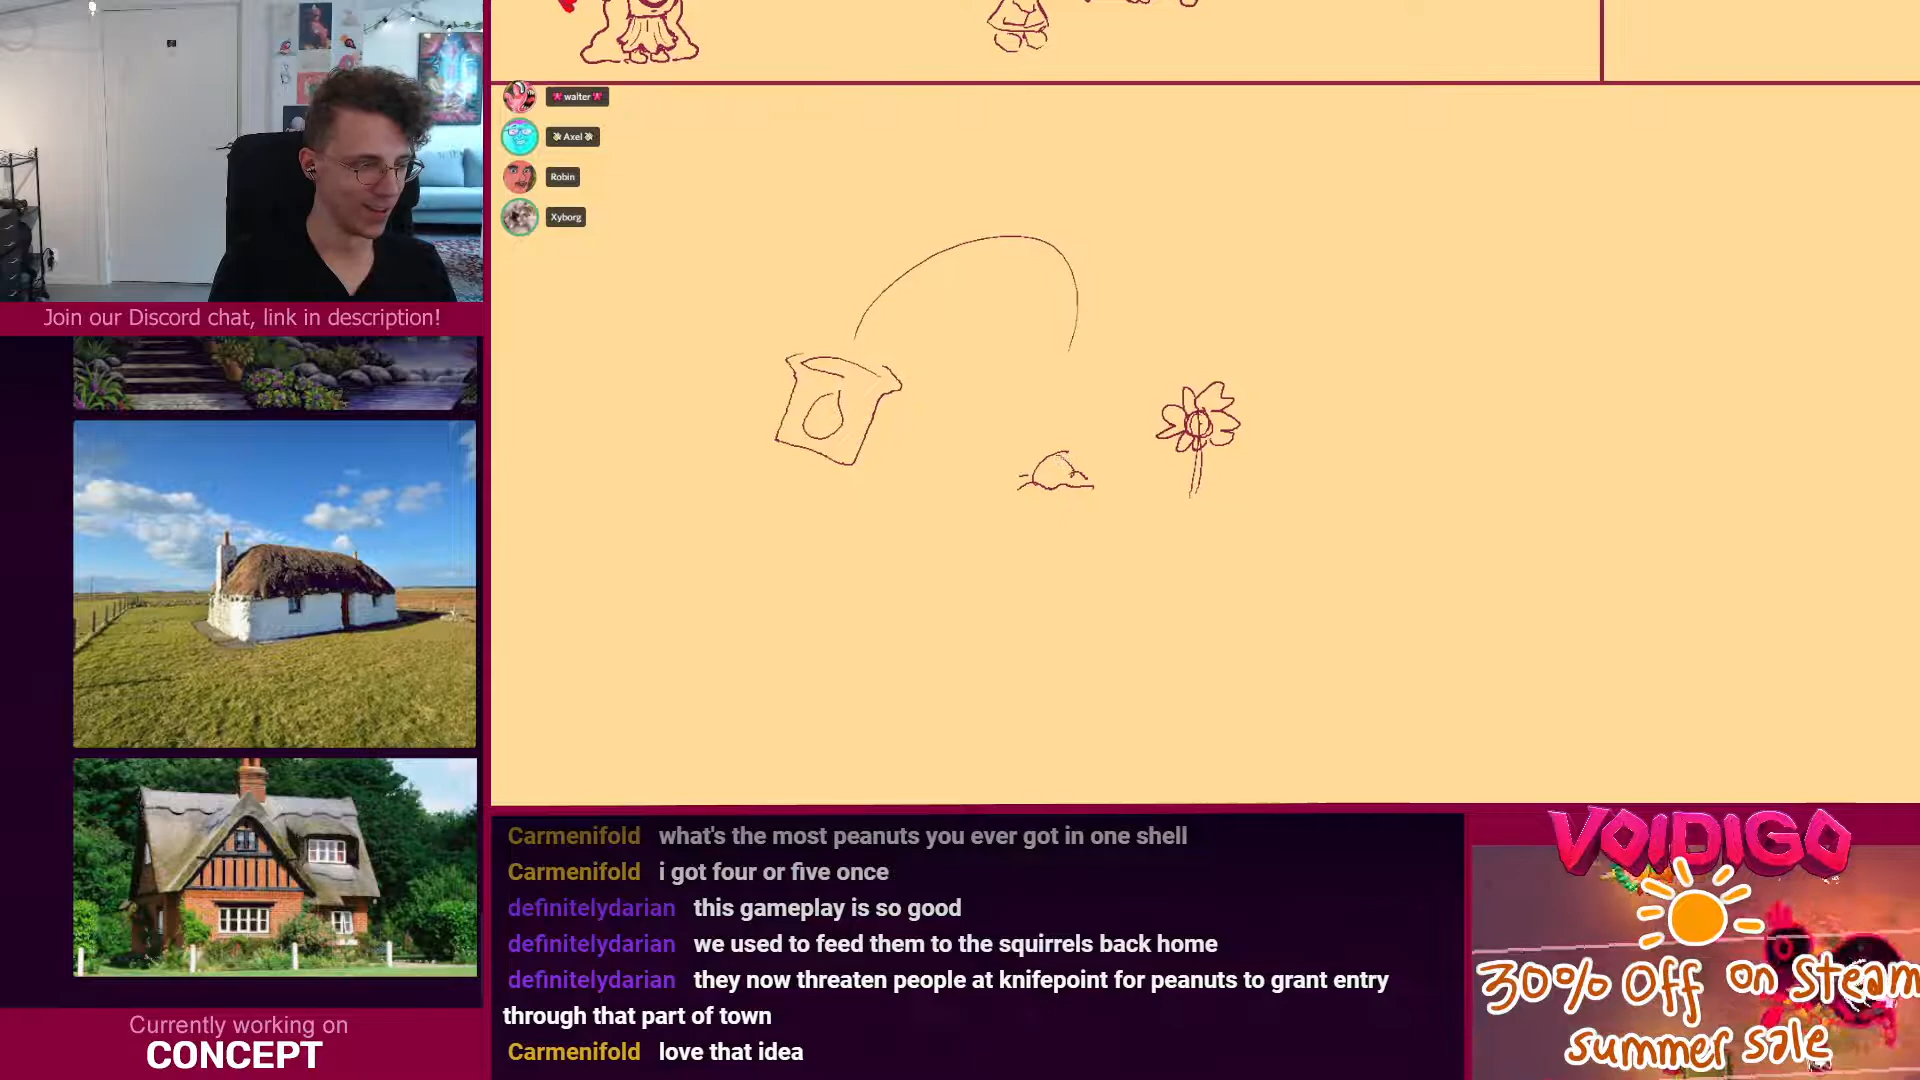 walter
Axel
Robin
Xyborg
Join our Discord chat, link in description!
Carmenifold what's the most peanuts you ever got in one shell
Carmenifold i got four or five once
definitelydarian this gameplay is so good
definitelydarian we used to feed them to the squirrels back home
definitelydarian they now threaten people at knifepoint for peanuts to grant entry
through that part of town
Carmenifold love that idea
Currently working on
CONCEPT
VOIDIGO
30% Off on Steam
summer sale